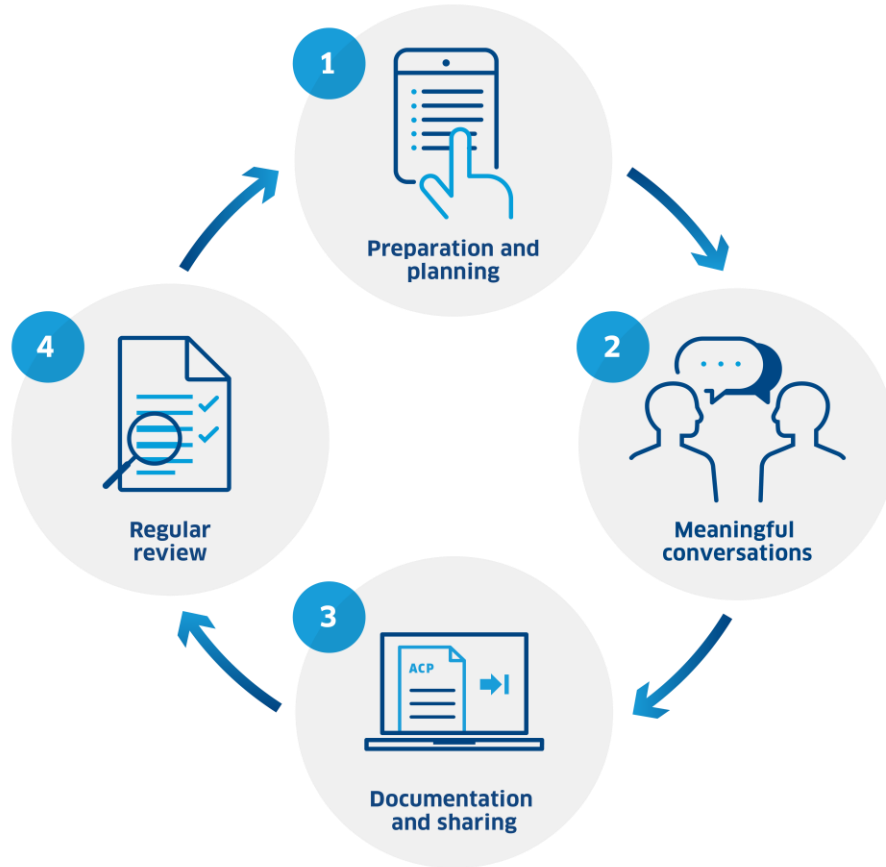 1
Preparation and
planning
2
Meaningful
conversations
3
ACP
Documentation
and sharing
4
Regular
review